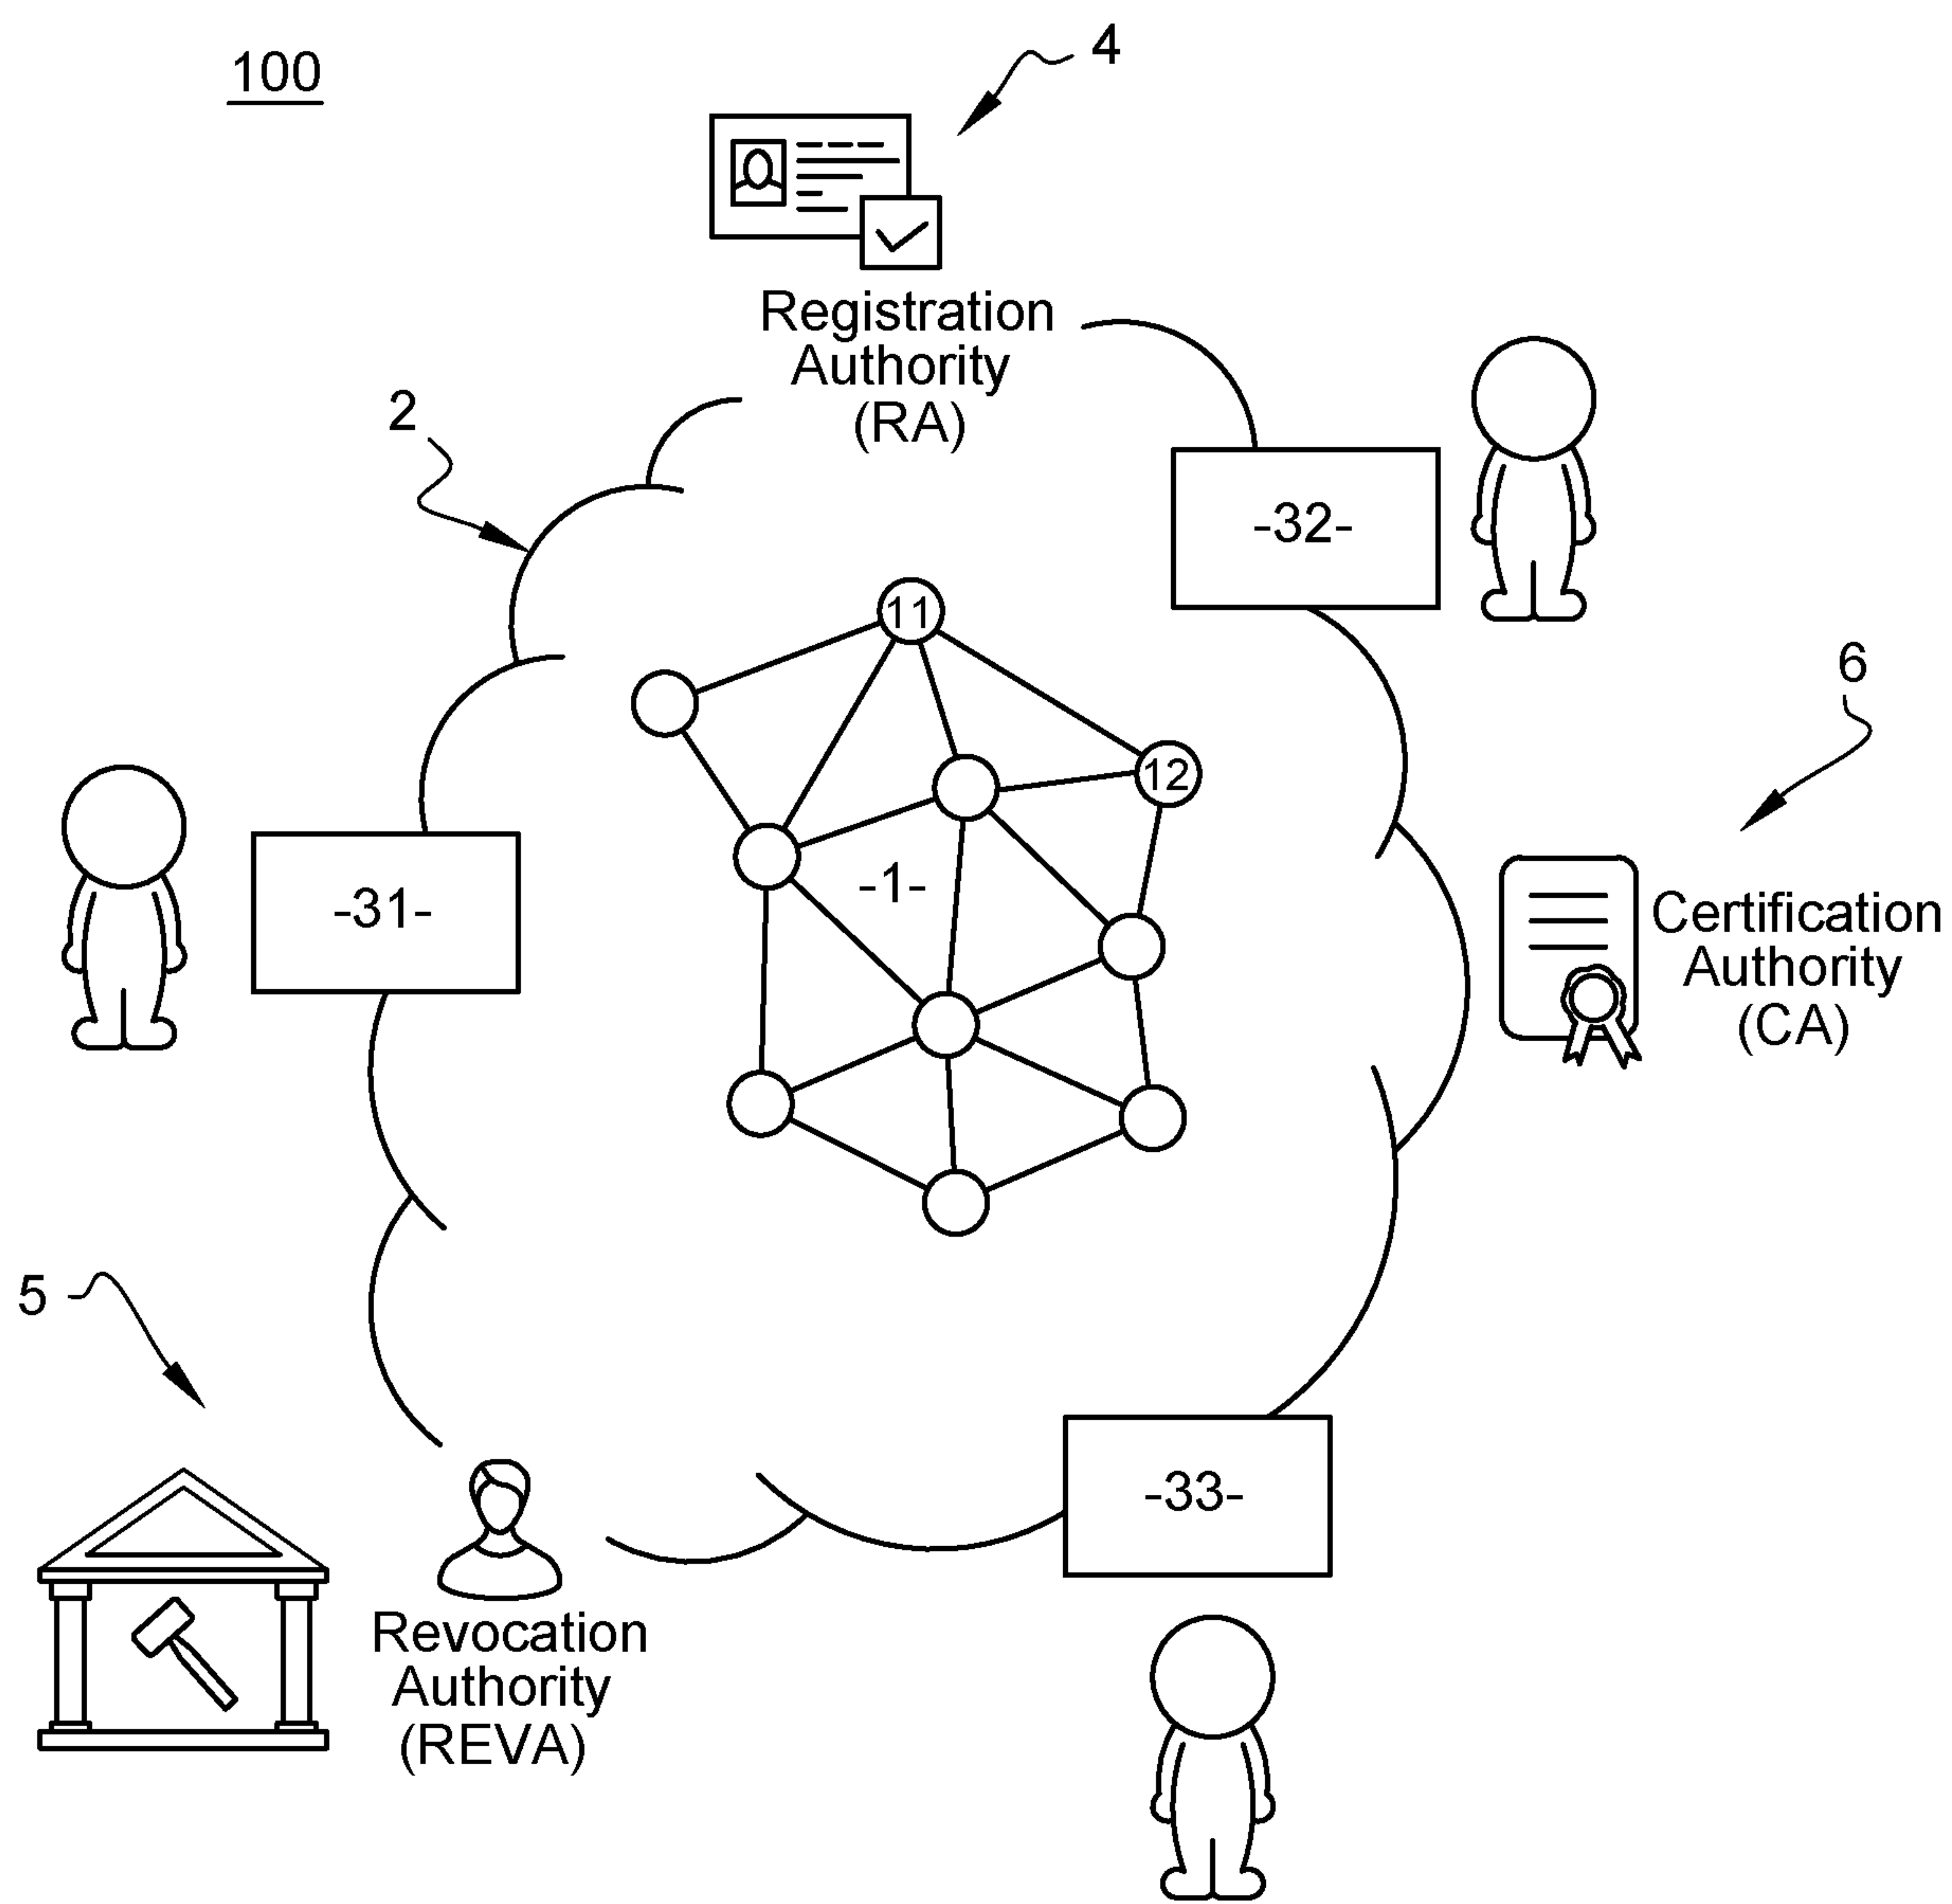 100
4
Registration
Authority
(RA)
2
-32-
11
6
12
-1-
-31-
Certification
Authority
(CA)
5
-33-
Revocation
Authority
(REVA)